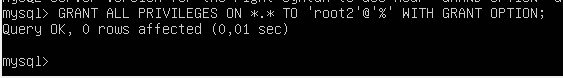 mysql> GRANT ALL PRIVILEGES ON *.* TO 'root2'@'%' WITH GRANT OPTION;
Query OK, 0 rows affected (0,01 sec)
mysql>